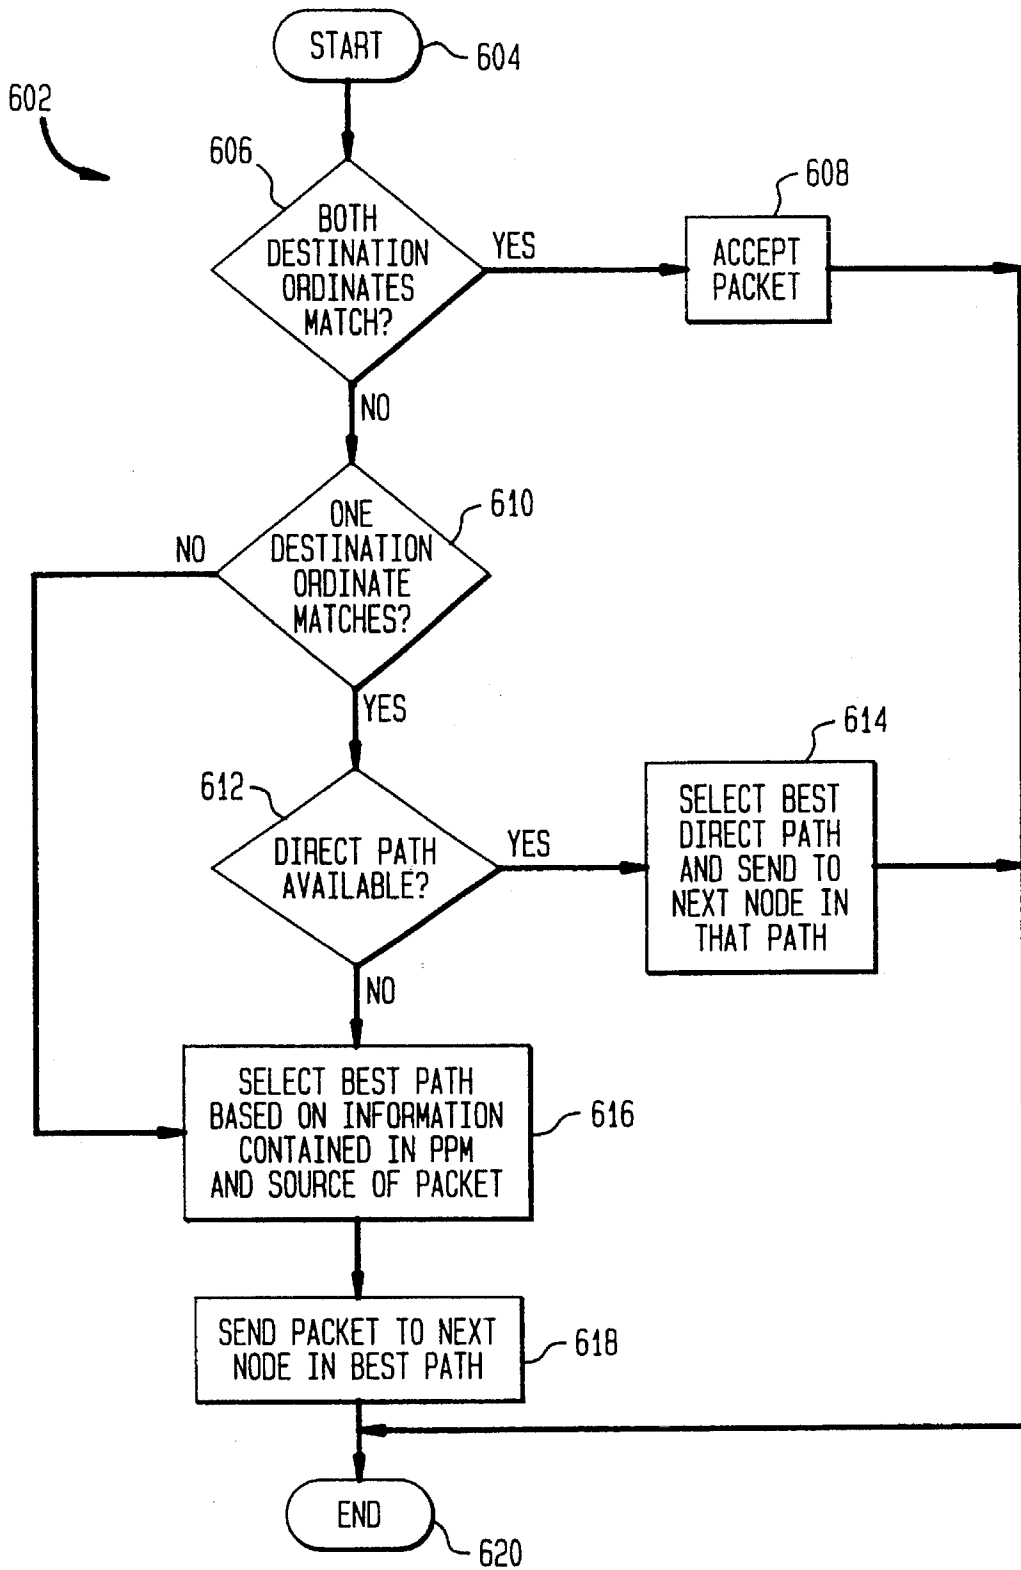 START
604
602
606
BOTH
DESTINATION
ORDINATES
MATCH?
YES
608
ACCEPT
PACKET
NO
610
ONE
DESTINATION
ORDINATE
MATCHES?
NO
YES
612
DIRECT PATH
AVAILABLE?
YES
614
SELECT BEST
DIRECT PATH
AND SEND TO
NEXT NODE IN
THAT PATH
NO
SELECT BEST PATH
BASED ON INFORMATION
CONTAINED IN PPM
AND SOURCE OF PACKET
616
SEND PACKET TO NEXT
NODE IN BEST PATH
618
END
620